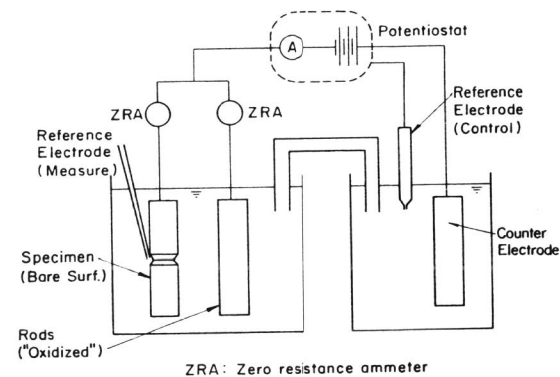 Potentiostat
A
ZRA
ZRA
Reference
Electrode
(Control)
Reference
Electrode
(Measure)
Specimen
(Bare Surf.)
Counter
Electrode
Rods
("Oxidized")
ZRA: Zero resistance ammeter